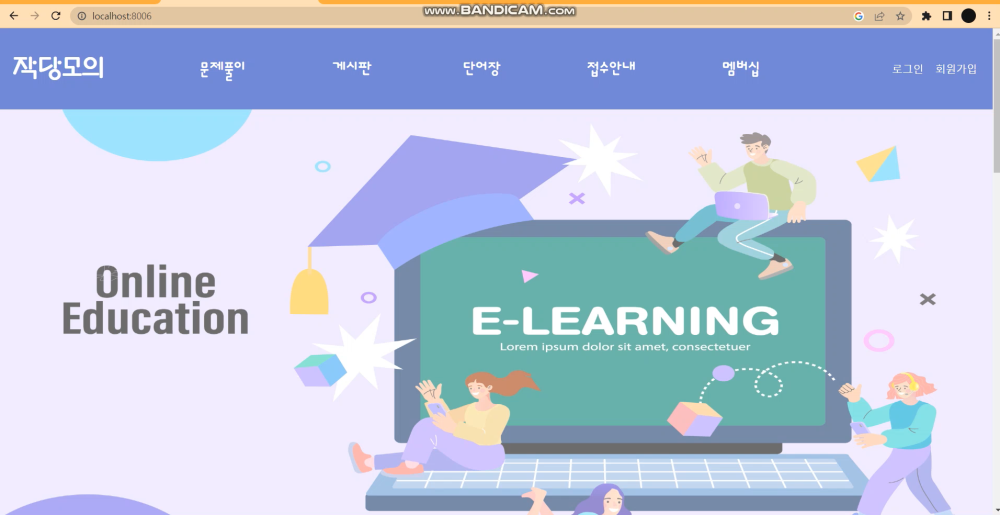 www.BANDICAM.com
localhost:8006
작당모의
문제풀이
게시판
단어장
접수안내
멤버십
로그인
회원가입
Online
Education
E-LEARNING
Lorem ipsum dolor sit amet, consectetuer